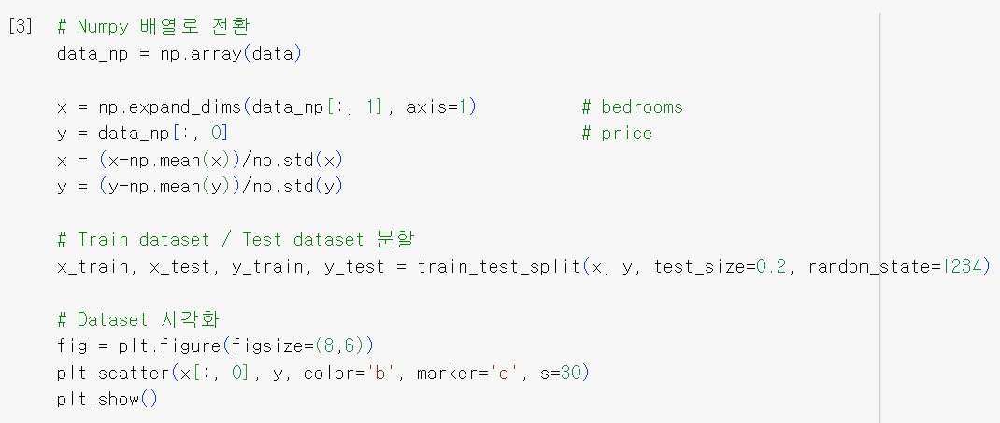 [3] # Numpy 배열로 전환
data_np = np.array(data)
x = np.expand_dims(data_np[:, 1], axis=1) # bedrooms
y = data_np[:, 0] # price
x = (x-np.mean(x))/np.std(x)
y = (y-np.mean(y))/np.std(y)
# Train dataset / Test dataset 분할
x_train, x_test, y_train, y_test = train_test_split(x, y, test_size=0.2, random_state=1234)
# Dataset 시각화
fig = plt.figure(figsize=(8,6))
plt.scatter(x[:, 0], y, color='b', marker='o', s=30)
plt.show()